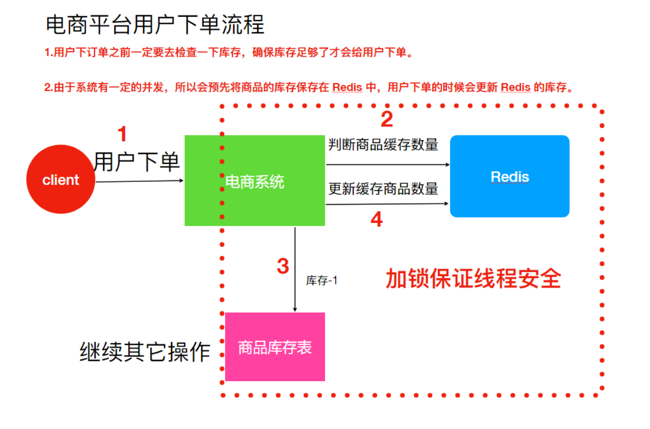 电商平台用户下单流程
1.用户下订单之前一定要去检查一下库存，确保库存足够了才会给用户下单。
2.由于系统有一定的并发，所以会预先将商品的库存保存在 Redis 中，用户下单的时候会更新 Redis 的库存。
1
用户下单
client
电商系统
2
判断商品缓存数量
更新缓存商品数量
4
Redis
3
库存-1
加锁保证线程安全
继续其它操作
商品库存表